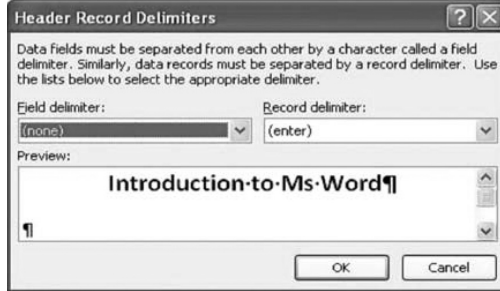 Header Record Delimiters
Data fields must be separated from each other by a character called a field
delimiter. Similarly, data records must be separated by a record delimiter. Use
the lists below to select the appropriate delimiter.
Field delimiter: Record delimiter:
(none) (enter)
Preview:
Introduction·to·Ms·Word¶
¶
OK Cancel